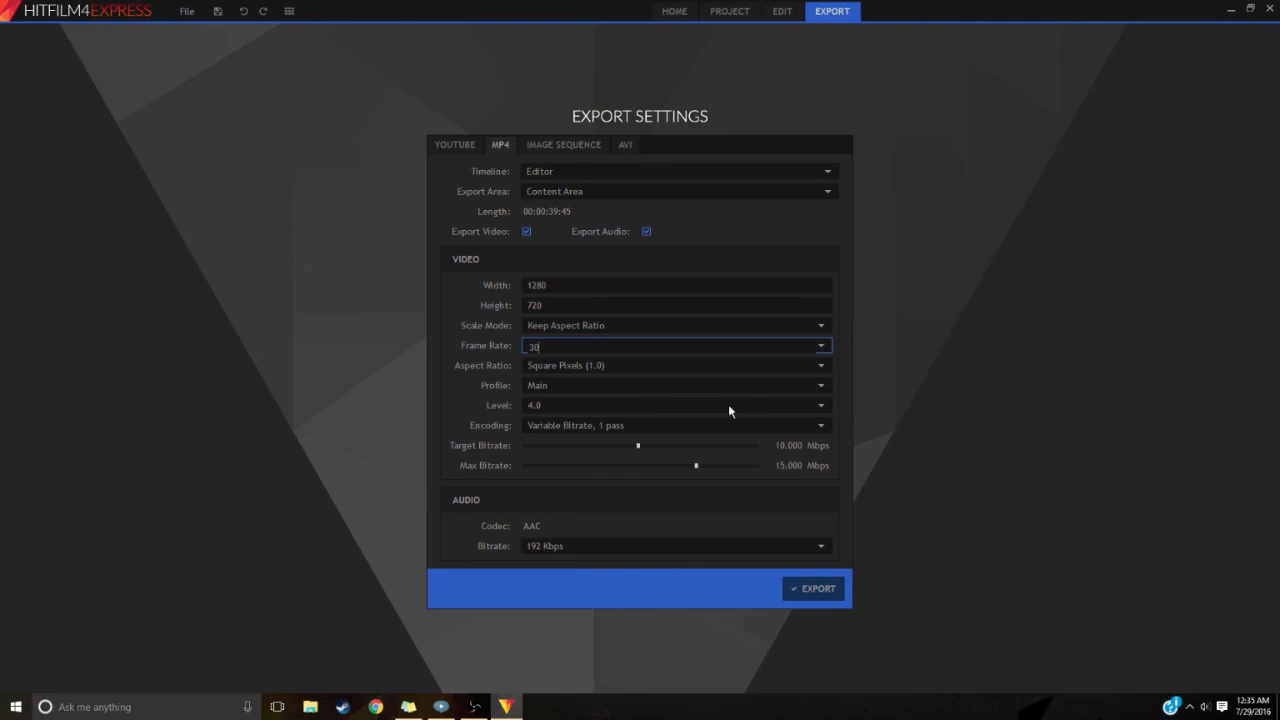 HITFILM4EXPRESS File HOME PROJECT EDIT EXPORT
EXPORT SETTINGS
YOUTUBE MP4 IMAGE SEQUENCE AVI
Timeline: Editor
Export Area: Content Area
Length: 00:00:39:45
Export Video: Export Audio:
VIDEO
Width: 1280
Height: 720
Scale Mode: Keep Aspect Ratio
Frame Rate: 30
Aspect Ratio: Square Pixels (1.0)
Profile: Main
Level: 4.0
Encoding: Variable Bitrate, 1 pass
Target Bitrate: 10.000 Mbps
Max Bitrate: 15.000 Mbps
AUDIO
Codec: AAC
Bitrate: 192 Kbps
EXPORT
Ask me anything 12:35 AM
7/29/2016